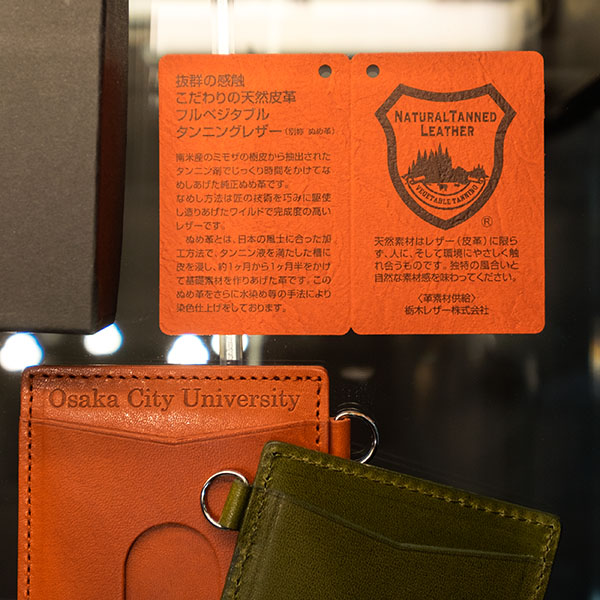 抜群の感触
こだわりの天然皮革
フルベジタブル
タンニングレザー(別称 ぬめ革)
南米産のミモザの樹皮から抽出された
タンニン剤でじっくり時間をかけてな
めしあげた純正ぬめ革です。
なめし方法は匠の技術を巧みに駆使
し造りあげたワイルドで完成度の高い
レザーです。
ぬめ革とは、日本の風土に合った加
工方法で、タンニン液を満たした槽に
改を浸し、約1ヶ月から1ヶ月半をかけ
て基礎素材を作りあげた革です。この
ぬめ革をさらに水染め等の手法により
染色仕上げをしております。
NATURAL TANNED
LEATHER
VEGETABLE TANNING
®
天然素材はレザー(皮革)に限ら
ず、人に、そして環境にやさしく触
れ合うものです。独特の風合いと
自然な素材感を味わってください。
〈革素材供給〉
栃木レザー株式会社
Osaka City University